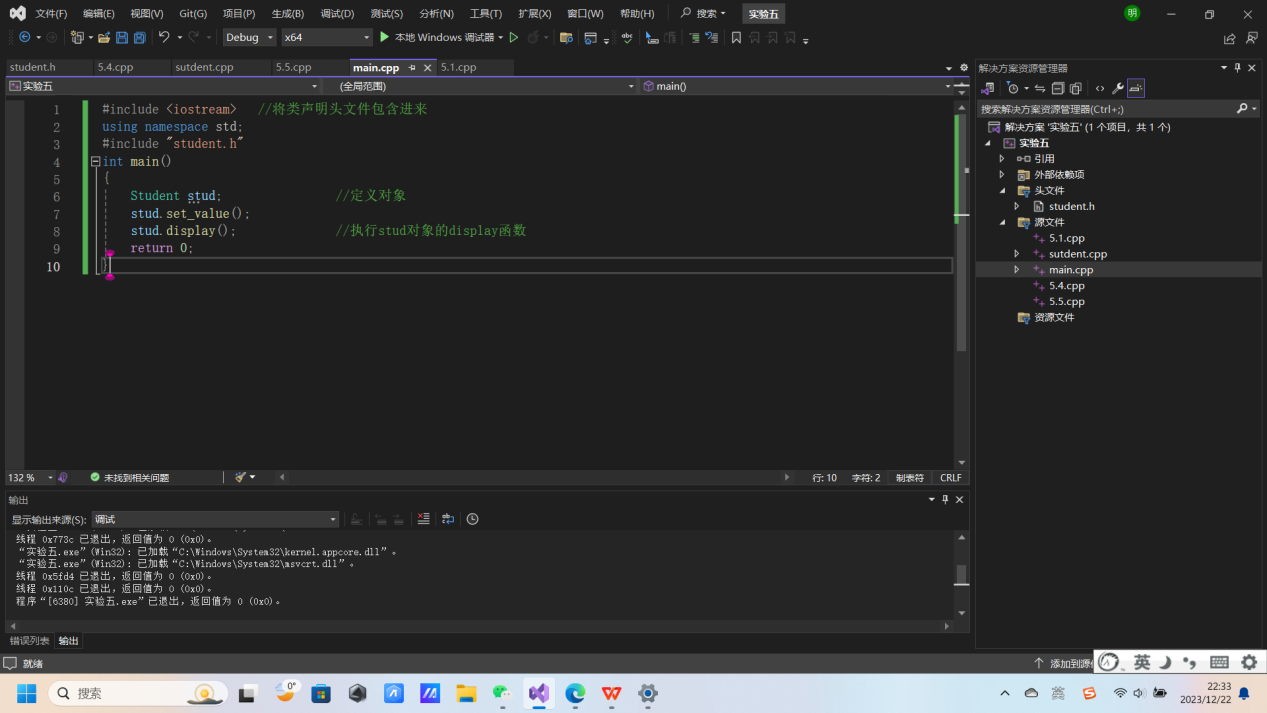 文件(F) 编辑(E) 视图(V) Git(G) 项目(P) 生成(B) 调试(D) 测试(S) 分析(N) 工具(T) 扩展(X) 窗口(W) 帮助(H) 搜索 实验五 明
Debug x64 本地 Windows 调试器
student.h 5.4.cpp sutdent.cpp 5.5.cpp main.cpp 5.1.cpp
实验五 (全局范围) main()
1 #include <iostream> //将类声明头文件包含进来
2 using namespace std;
3 #include "student.h"
4 int main()
5 {
6 Student stud; //定义对象
7 stud.set_value();
8 stud.display(); //执行stud对象的display函数
9 return 0;
10 }
132 % 未找到相关问题 行: 10 字符: 2 制表符 CRLF
输出
显示输出来源(S): 调试
线程 0x773c 已退出，返回值为 0 (0x0)。
“实验五.exe”(Win32): 已加载“C:\Windows\System32\kernel.appcore.dll”。
“实验五.exe”(Win32): 已加载“C:\Windows\System32\msvcrt.dll”。
线程 0x5fd4 已退出，返回值为 0 (0x0)。
线程 0x110c 已退出，返回值为 0 (0x0)。
程序“[6380] 实验五.exe”已退出，返回值为 0 (0x0)。
错误列表 输出
就绪
解决方案资源管理器
搜索解决方案资源管理器(Ctrl+;)
解决方案 '实验五' (1 个项目，共 1 个)
实验五
引用
外部依赖项
头文件
student.h
源文件
5.1.cpp
sutdent.cpp
main.cpp
5.4.cpp
5.5.cpp
资源文件
添加到源
英
搜索
0°
英
22:33
2023/12/22